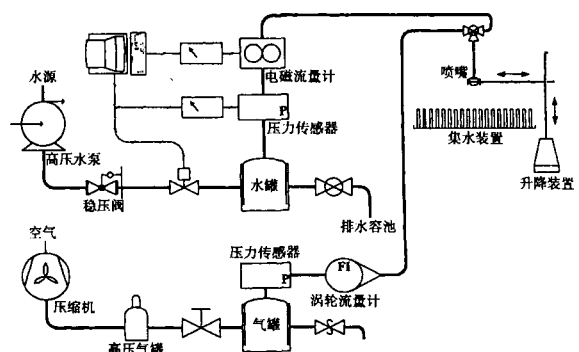 水源
高压水泵
稳压阀
电磁流量计
P
压力传感器
水罐
排水容池
喷嘴
集水装置
升降装置
空气
压缩机
高压气罐
压力传感器
P
气罐
FI
涡轮流量计